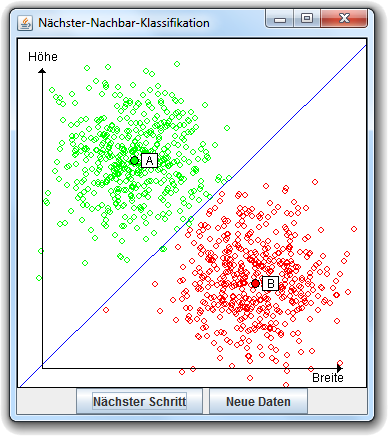 Nächster-Nachbar-Klassifikation
Höhe
A
B
Breite
Nächster Schritt
Neue Daten